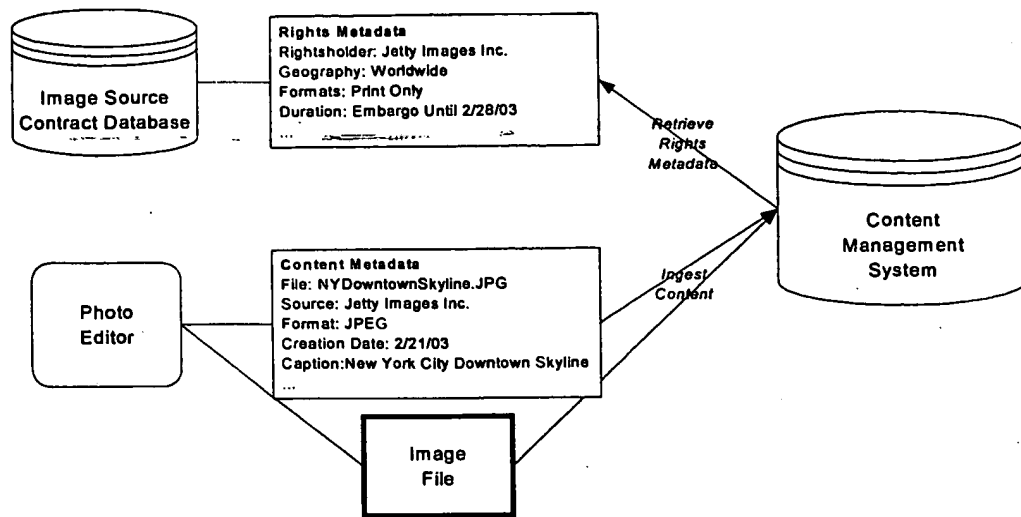 Image Source
Contract Database
Rights Metadata
Rightsholder: Jetty Images Inc.
Geography: Worldwide
Formats: Print Only
Duration: Embargo Until 2/28/03
...
Retrieve
Rights
Metadata
Content
Management
System
Photo
Editor
Content Metadata
File: NYDowntownSkyline.JPG
Source: Jetty Images Inc.
Format: JPEG
Creation Date: 2/21/03
Caption:New York City Downtown Skyline
...
Ingest
Content
Image
File